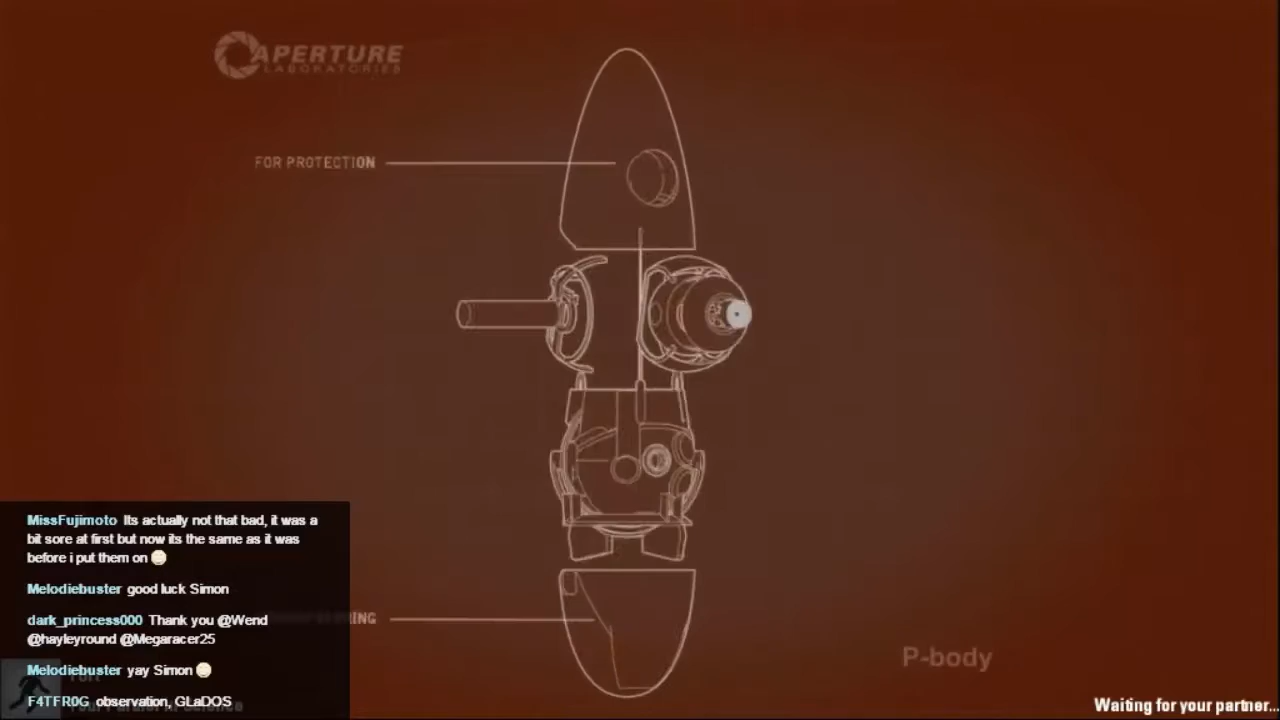 APERTURE
LABORATORIES
FOR PROTECTION
MissFujimoto Its actually not that bad, it was a
bit sore at first but now its the same as it was
before i put them on
Melodiebuster good luck Simon
dark_princess000 Thank you @Wend
@hayleyround @Megaracer25
Melodiebuster yay Simon
F4TFR0G observation, GLaDOS
P-body
Waiting for your partner...